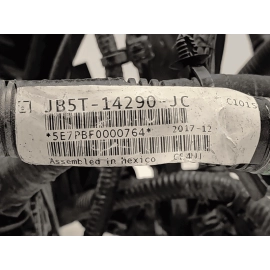 JB5T-14290-JC
C1015
*5E7PBF0000764* 2017-12
Assembled in Mexico